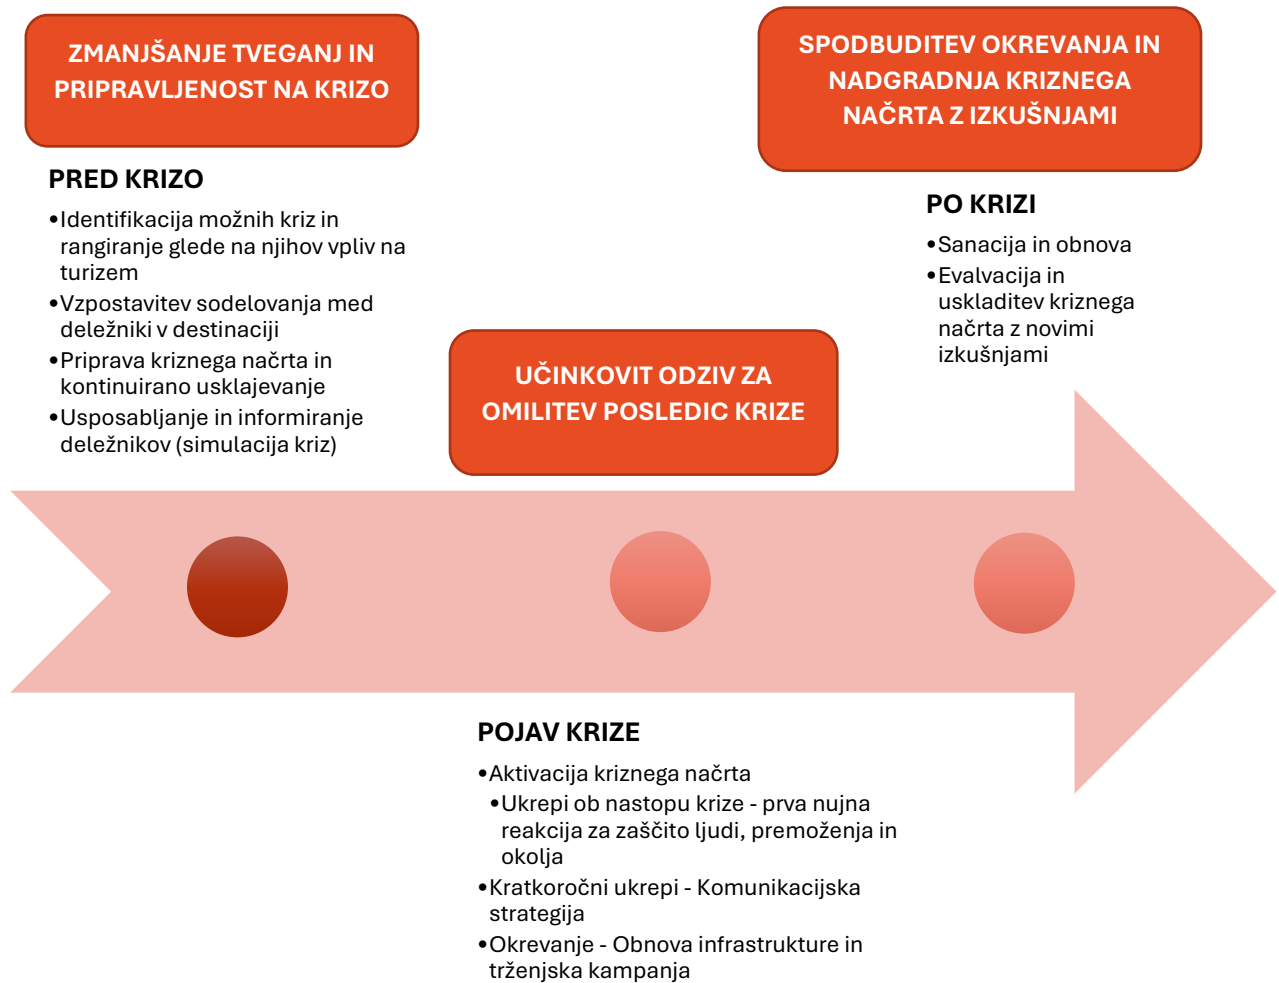 ZMANJŠANJE TVEGANJ IN
PRIPRAVLJENOST NA KRIZO
PRED KRIZO
•Identifikacija možnih kriz in
rangiranje glede na njihov vpliv na
turizem
•Vzpostavitev sodelovanja med
deležniki v destinaciji
•Priprava kriznega načrta in
kontinuirano usklajevanje
•Usposabljanje in informiranje
deležnikov (simulacija kriz)
UČINKOVIT ODZIV ZA
OMILITEV POSLEDIC KRIZE
POJAV KRIZE
•Aktivacija kriznega načrta
•Ukrepi ob nastopu krize - prva nujna
reakcija za zaščito ljudi, premoženja in
okolja
•Kratkoročni ukrepi - Komunikacijska
strategija
•Okrevanje - Obnova infrastrukture in
trženjska kampanja
SPODBUDITEV OKREVANJA IN
NADGRADNJA KRIZNEGA
NAČRTA Z IZKUŠNJAMI
PO KRIZI
•Sanacija in obnova
•Evalvacija in
uskladitev kriznega
načrta z novimi
izkušnjami